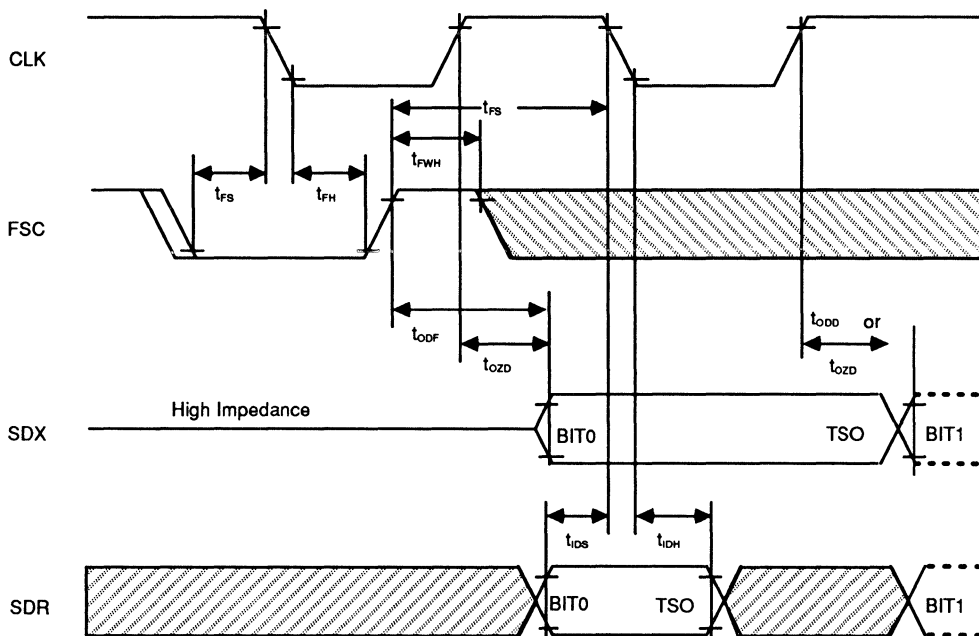 CLK
tFS
tFWH
tFS
tFH
FSC
tODF
tOZD
tODD or
tOZD
High Impedance
SDX
BIT0
TSO
BIT1
tIDS
tIDH
SDR
BIT0
TSO
BIT1